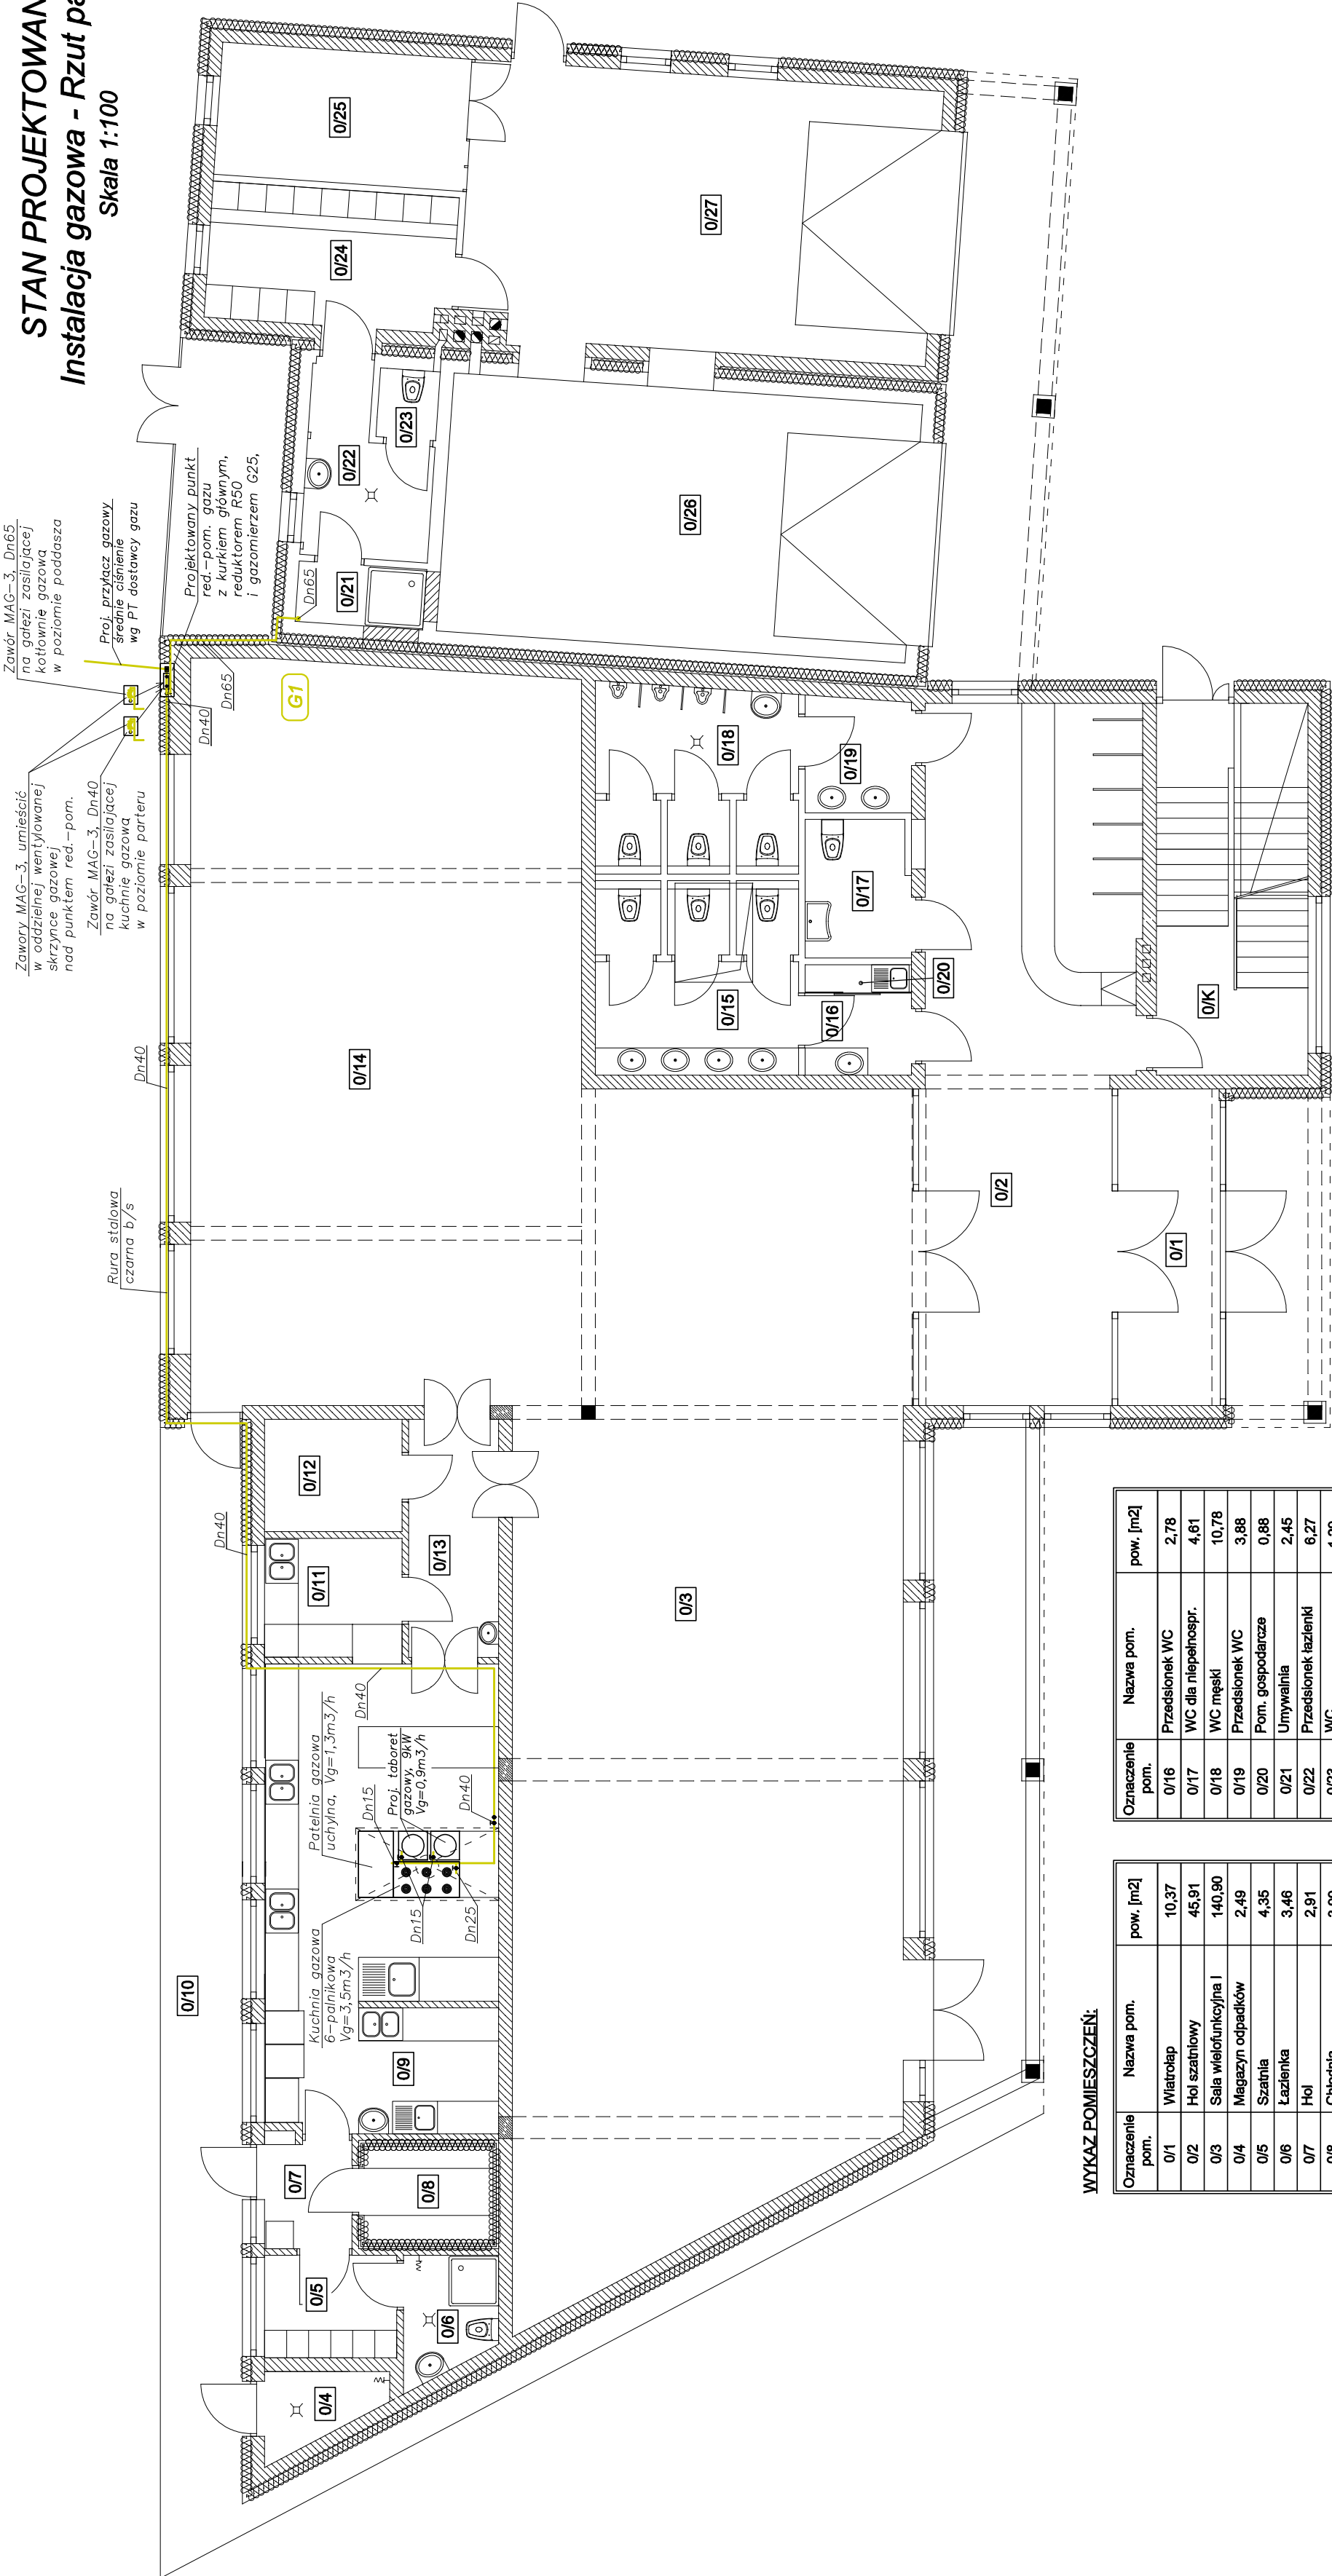 STAN PROJEKTOWAN
Instalacja gazowa - Rzut pa
Skala 1:100
Zawór MAG-3, Dn65
na gałęzi zasilającej
kotłownię gazową
w poziomie poddasza
Proj. przyłącz gazowy
średnie ciśnienie
wg PT dostawcy gazu
Projektowany punkt
red.-pom. gazu
z kurkiem głównym,
reduktorem R50
i gazomierzem G25,
Zawory MAG-3, umieścić
w oddzielnej wentylowanej
skrzynce gazowej
nad punktem red.-pom.
Zawór MAG-3, Dn40
na gałęzi zasilającej
kuchnię gazową
w poziomie parteru
Dn65
Dn65
Dn40
G1
Dn40
Rura stalowa
czarna b/s
Dn40
Dn40
Patelnia gazowa
uchylna, Vg=1,3m3/h
Dn15
Proj. taboret
gazowy, 9kW
Vg=0,9m3/h
Dn40
Kuchnia gazowa
6-palnikowa
Vg=3,5m3/h
Dn15
Dn25
0/25
0/24
0/27
0/23
0/22
0/21
0/26
0/18
0/19
0/17
0/15
0/16
0/20
0/K
0/14
0/2
0/1
0/12
0/11
0/13
0/3
0/10
0/9
0/7
0/8
0/5
0/6
0/4
WYKAZ POMIESZCZEŃ:
Oznaczenie pom. Nazwa pom. pow. [m2]
0/1 Wiatrołap 10,37
0/2 Hol szatniowy 45,91
0/3 Sala wielofunkcyjna I 140,90
0/4 Magazyn odpadków 2,49
0/5 Szatnia 4,35
0/6 Łazienka 3,46
0/7 Hol 2,91
Oznaczenie pom. Nazwa pom. pow. [m2]
0/16 Przedsionek WC 2,78
0/17 WC dla niepełnospr. 4,61
0/18 WC męski 10,78
0/19 Przedsionek WC 3,88
0/20 Pom. gospodarcze 0,88
0/21 Umywalnia 2,45
0/22 Przedsionek łazienki 6,27